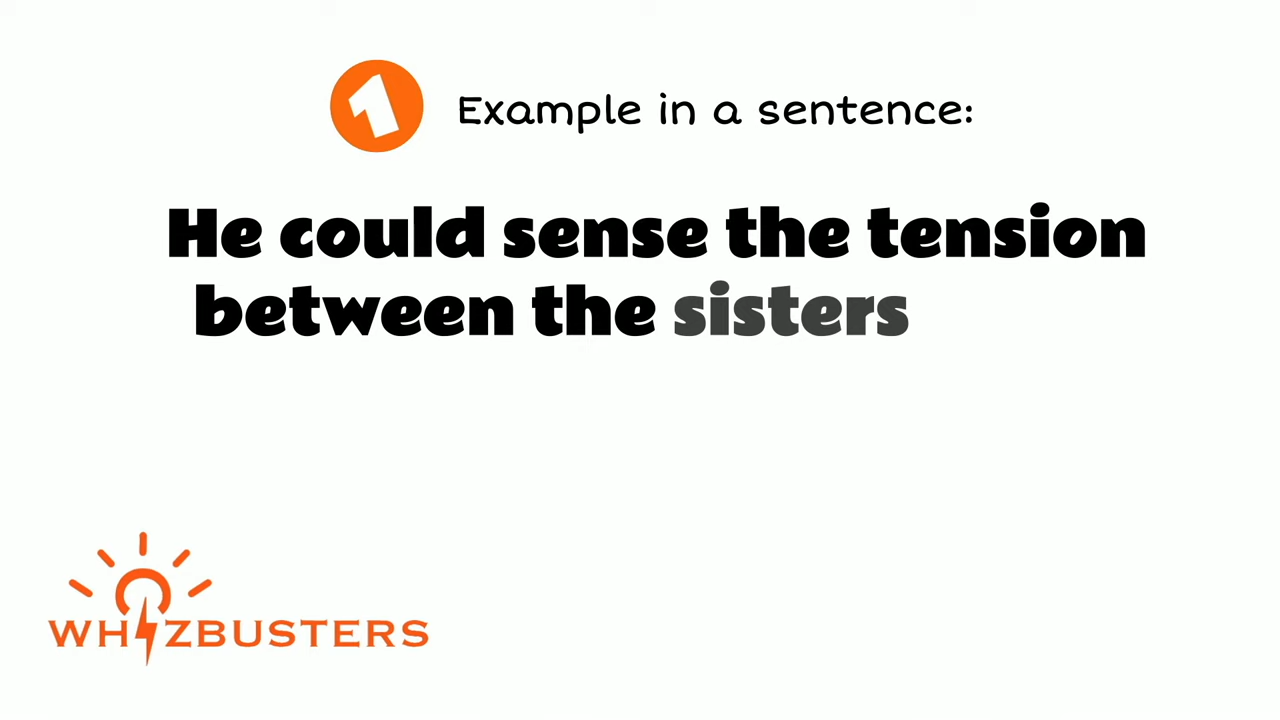 1 Example in a sentence:
He could sense the tension
between the sisters
WHIZBUSTERS